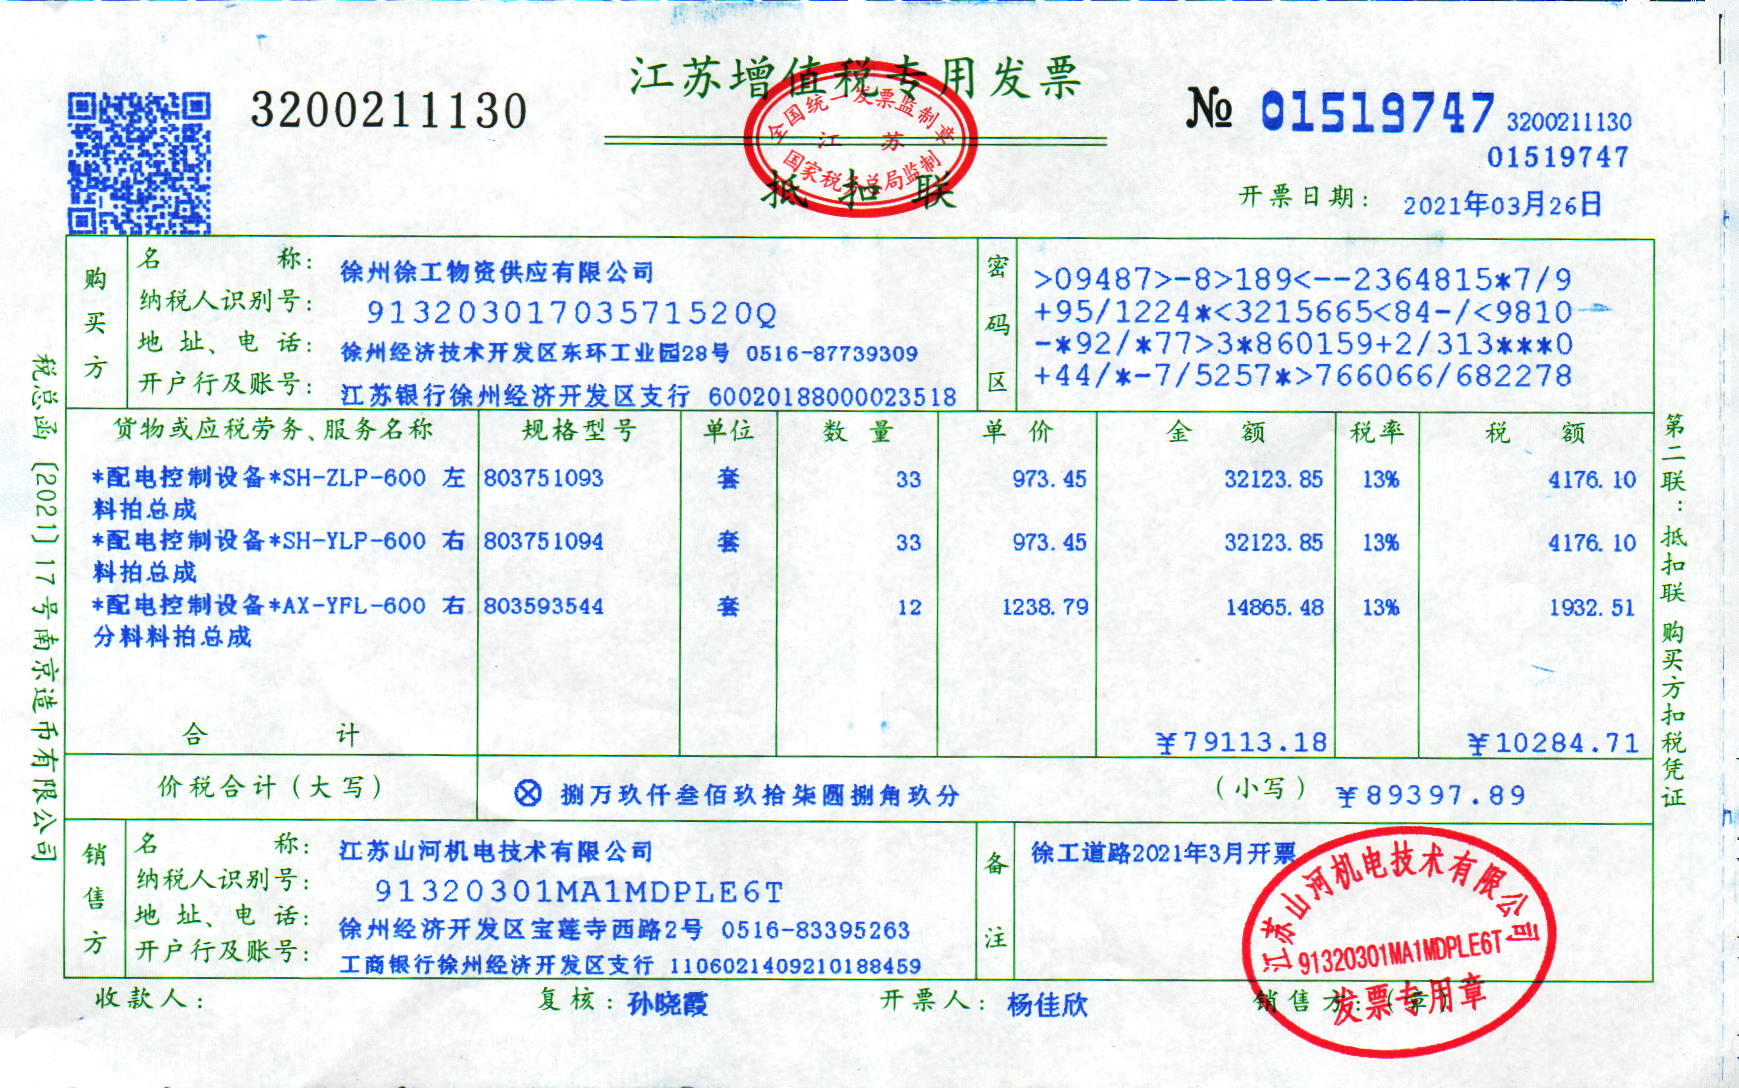 江苏增值税专用发票
3200211130
№ 01519747 3200211130
01519747
全国统一发票监制章
江 苏
国家税务总局监制
抵扣联
开票日期: 2021年03月26日
购买方
名 称: 徐州徐工物资供应有限公司
纳税人识别号: 91320301703571520Q
地址、电话: 徐州经济技术开发区东环工业园28号 0516-87739309
开户行及账号: 江苏银行徐州经济开发区支行 60020188000023518
密码区
>09487>-8>189<--2364815*7/9
+95/1224*<3215665<84-/<9810-
-*92/*77>3*860159+2/313***0
+44/*-7/5257*>766066/682278
货物或应税劳务、服务名称 规格型号 单位 数量 单价 金额 税率 税额
*配电控制设备*SH-ZLP-600 左 803751093 套 33 973.45 32123.85 13% 4176.10
料拍总成
*配电控制设备*SH-YLP-600 右 803751094 套 33 973.45 32123.85 13% 4176.10
料拍总成
*配电控制设备*AX-YFL-600 右 803593544 套 12 1238.79 14865.48 13% 1932.51
分料料拍总成
合计 ¥79113.18 ¥10284.71
价税合计(大写) ⊗ 捌万玖仟叁佰玖拾柒圆捌角玖分 (小写) ¥89397.89
销售方
名 称: 江苏山河机电技术有限公司
纳税人识别号: 91320301MA1MDPLE6T
地址、电话: 徐州经济开发区宝莲寺西路2号 0516-83395263
开户行及账号: 工商银行徐州经济开发区支行 1106021409210188459
备注
徐工道路2021年3月开票
江苏山河机电技术有限公司
91320301MA1MDPLE6T
发票专用章
收款人: 复核: 孙晓霞 开票人: 杨佳欣 销售方:(章)
税总函〔2021〕17号南京造币有限公司
第二联:抵扣联 购买方扣税凭证